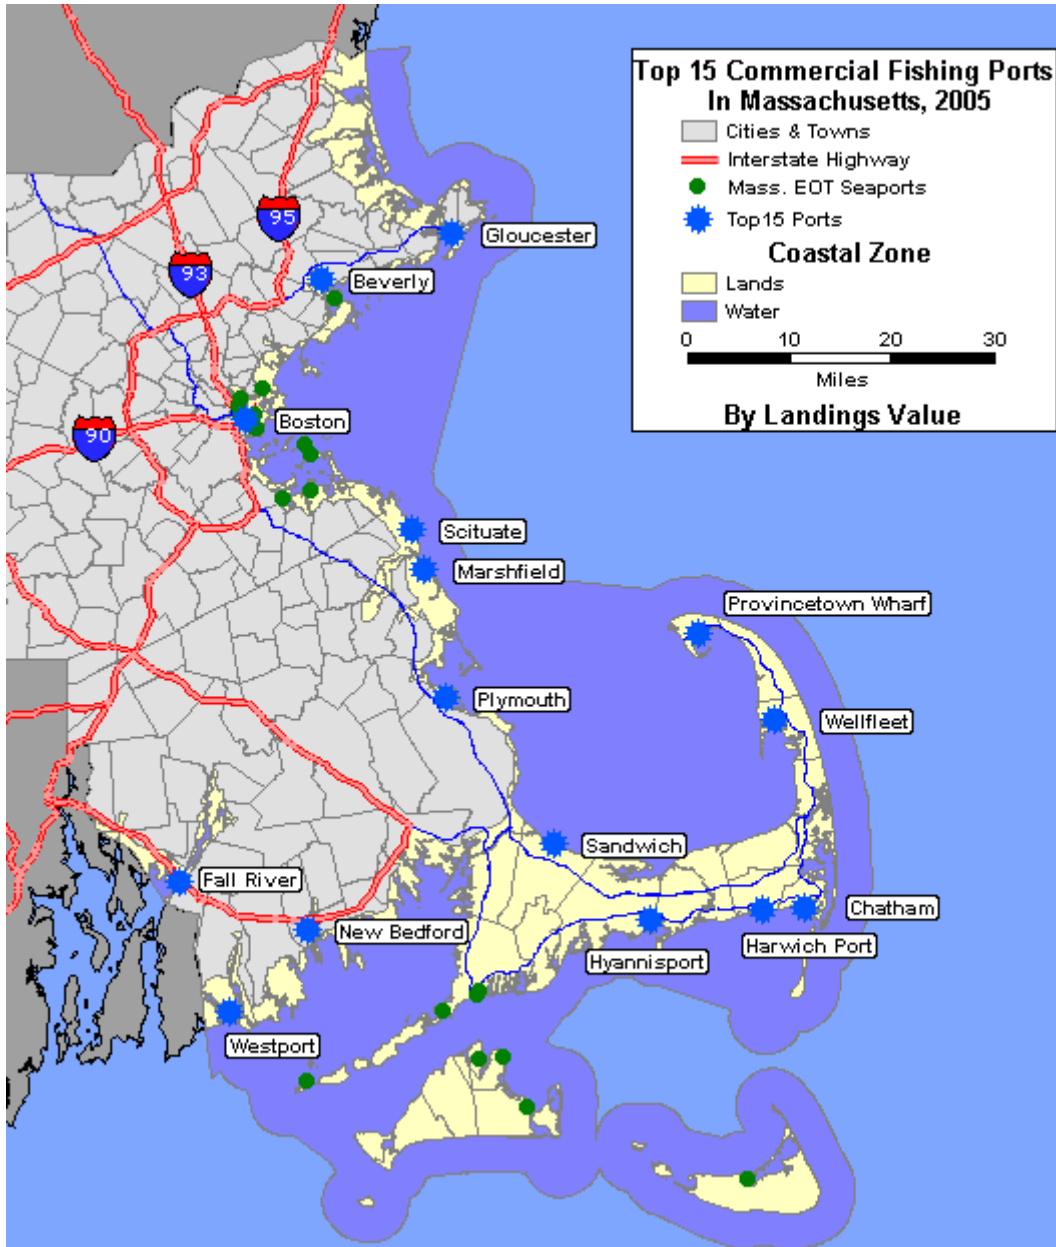 Top 15 Commercial Fishing Ports
In Massachusetts, 2005
Cities & Towns
Interstate Highway
Mass. EOT Seaports
Top15 Ports
Coastal Zone
Lands
Water
0 10 20 30
Miles
By Landings Value
95
93
90
Gloucester
Beverly
Boston
Scituate
Marshfield
Provincetown Wharf
Plymouth
Wellfleet
Sandwich
Fall River
New Bedford
Chatham
Harwich Port
Hyannisport
Westport